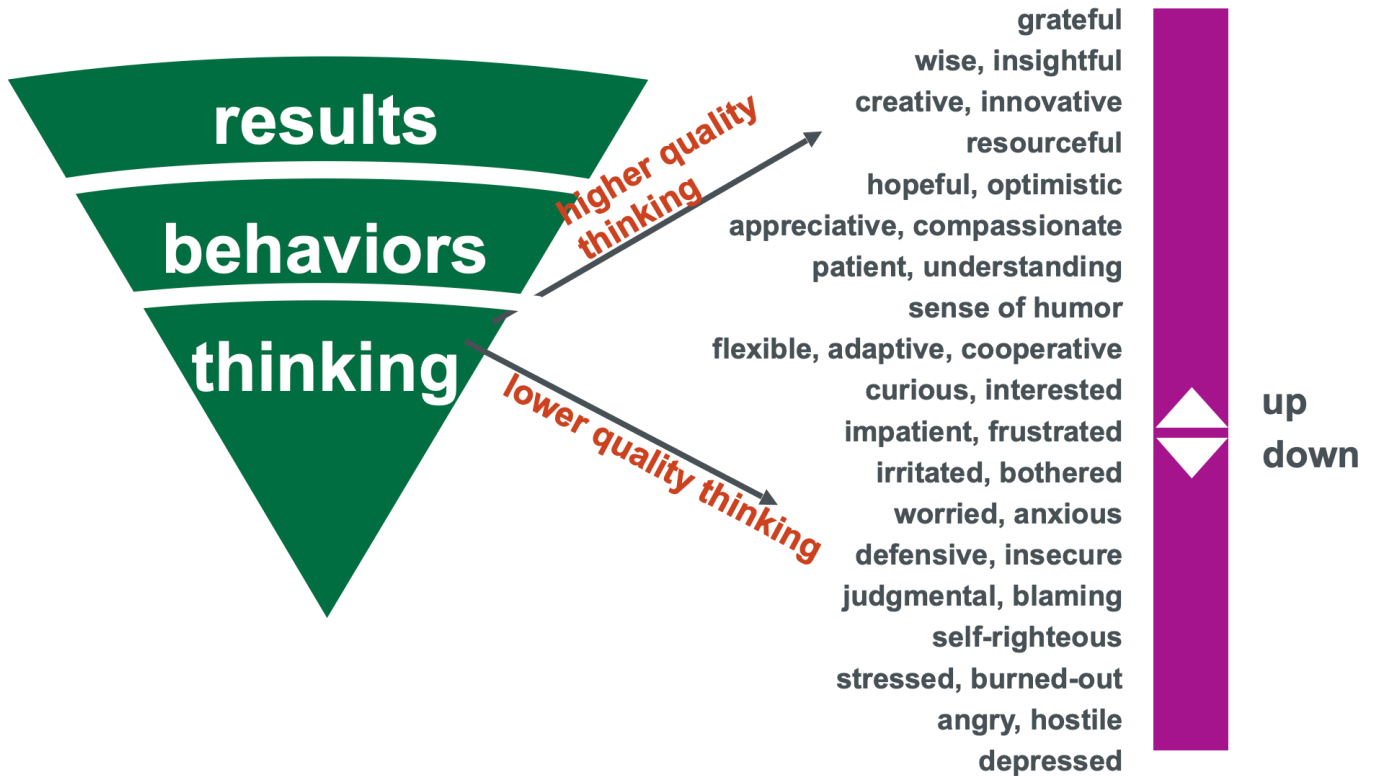 results
behaviors
thinking
higher quality
thinking
lower quality thinking
grateful
wise, insightful
creative, innovative
resourceful
hopeful, optimistic
appreciative, compassionate
patient, understanding
sense of humor
flexible, adaptive, cooperative
curious, interested
impatient, frustrated
irritated, bothered
worried, anxious
defensive, insecure
judgmental, blaming
self-righteous
stressed, burned-out
angry, hostile
depressed
up
down